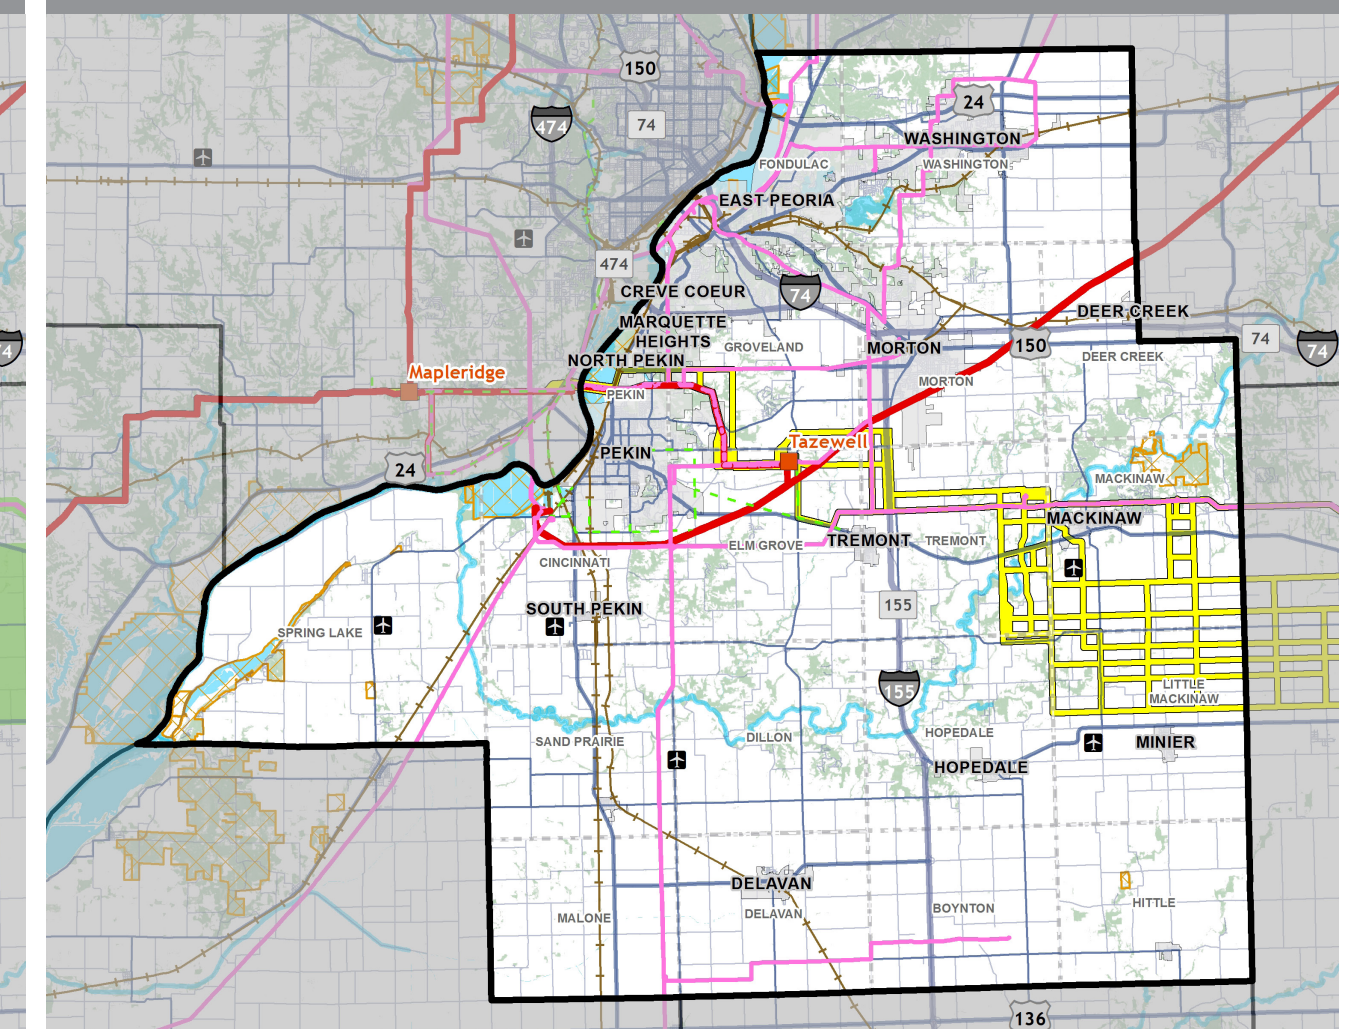 150
24
474
74
WASHINGTON
FONDULAC
WASHINGTON
EAST PEORIA
474
CREVE COEUR
74
DEER CREEK
MARQUETTE
HEIGHTS
GROVELAND
MORTON
150
74
74
4
NORTH PEKIN
DEER CREEK
Mapleridge
MORTON
PEKIN
Tazewell
PEKIN
24
MACKINAW
MACKINAW
TREMONT
TREMONT
ELM GROVE
CINCINNATI
155
SOUTH PEKIN
SPRING LAKE
155
LITTLE
MACKINAW
HOPEDALE
DILLON
SAND PRAIRIE
MINIER
HOPEDALE
DELAVAN
HITTLE
BOYNTON
DELAVAN
MALONE
136